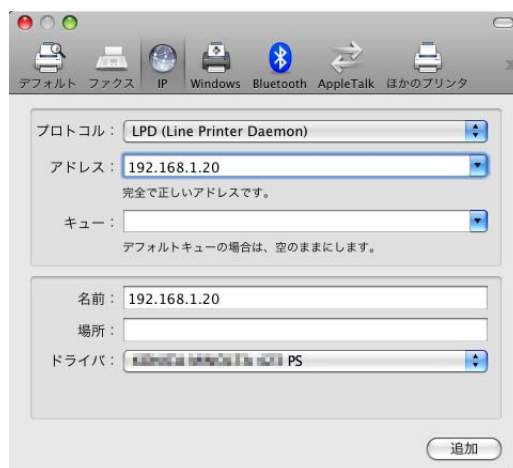 デフォルト ファクス IP Windows Bluetooth AppleTalk ほかのプリンタ
プロトコル： LPD (Line Printer Daemon)
アドレス： 192.168.1.20
完全で正しいアドレスです。
キュー：
デフォルトキューの場合は、空のままにします。
名前： 192.168.1.20
場所：
ドライバ： PS
追加